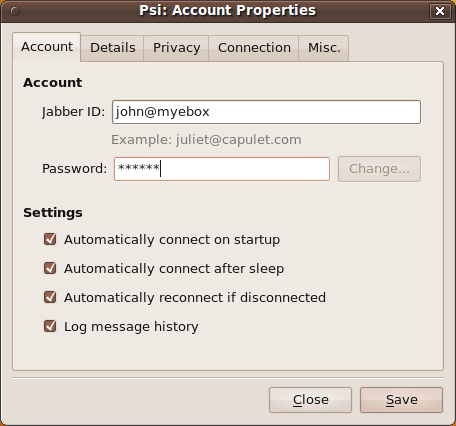 Psi: Account Properties
Account Details Privacy Connection Misc.
Account
Jabber ID: john@myebox
Example: juliet@capulet.com
Password: ****** Change...
Settings
Automatically connect on startup
Automatically connect after sleep
Automatically reconnect if disconnected
Log message history
Close Save